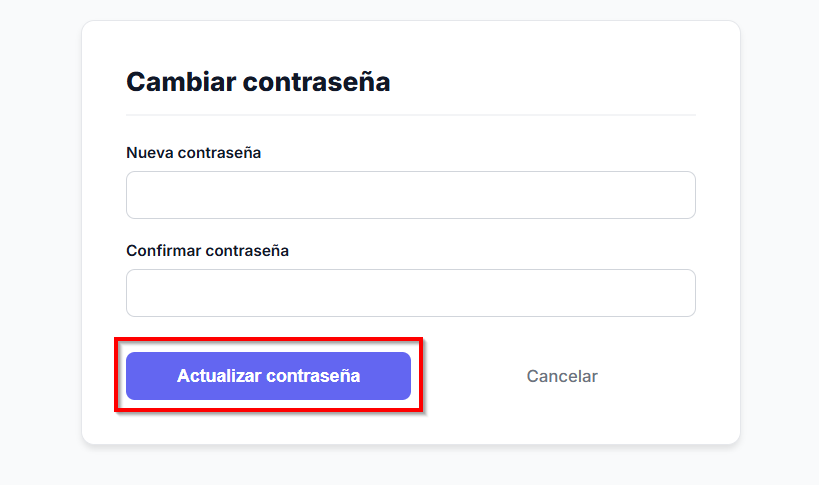 Cambiar contraseña
Nueva contraseña
Confirmar contraseña
Actualizar contraseña
Cancelar